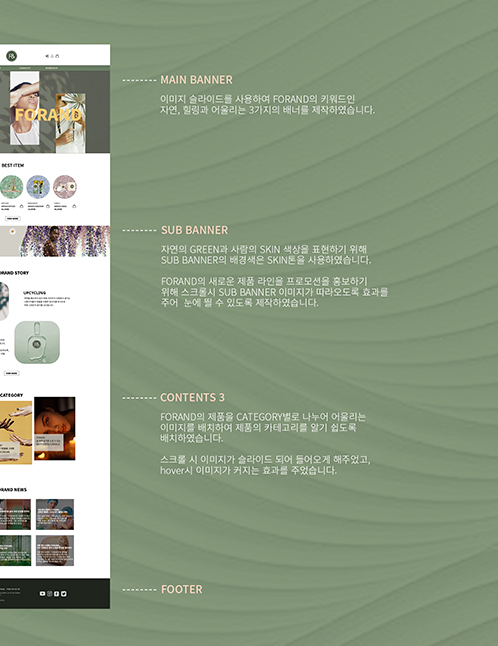 FORAND
BEST ITEM
RAND STORY
UPCYCLING
CATEGORY
RAND NEWS
MAIN BANNER
이미지 슬라이드를 사용하여 FORAND의 키워드인
자연, 힐링과 어울리는 3가지의 배너를 제작하였습니다.
SUB BANNER
자연의 GREEN과 사람의 SKIN 색상을 표현하기 위해
SUB BANNER의 배경색은 SKIN톤을 사용하였습니다.
FORAND의 새로운 제품 라인을 프로모션을 홍보하기
위해 스크롤시 SUB BANNER 이미지가 따라오도록 효과를
주어 눈에 띌 수 있도록 제작하였습니다.
CONTENTS 3
FORAND의 제품을 CATEGORY별로 나누어 어울리는
이미지를 배치하여 제품의 카테고리를 알기 쉽도록
배치하였습니다.
스크롤 시 이미지가 슬라이드 되어 들어오게 해주었고,
hover시 이미지가 커지는 효과를 주었습니다.
FOOTER